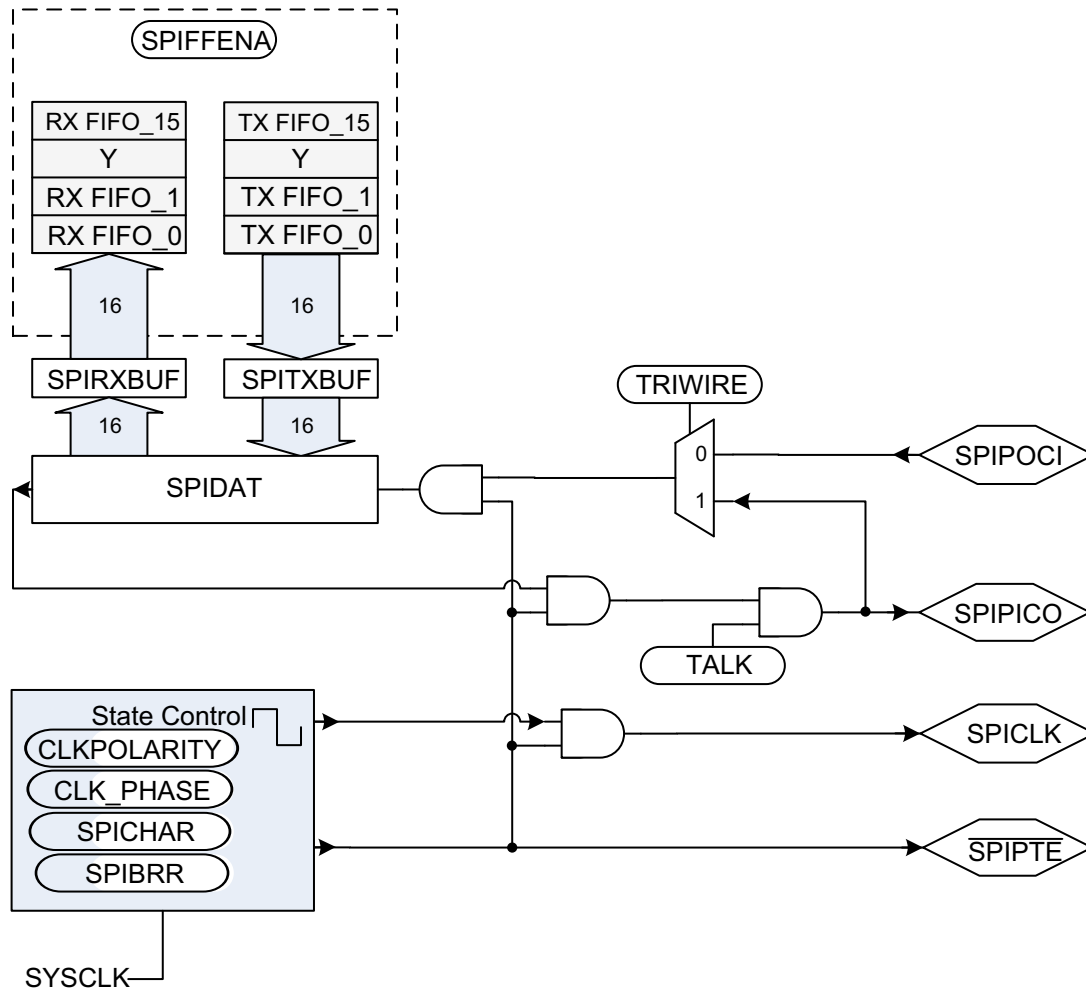 SPIFFENA
RX FIFO_15
Y
RX FIFO_1
RX FIFO_0
TX FIFO_15
Y
TX FIFO_1
TX FIFO_0
16
16
SPIRXBUF
SPITXBUF
16
16
SPIDAT
TRIWIRE
0
1
SPIPOCI
SPIPICO
TALK
State Control
CLKPOLARITY
CLK_PHASE
SPICHAR
SPIBRR
SPICLK
SPIPTE
SYSCLK